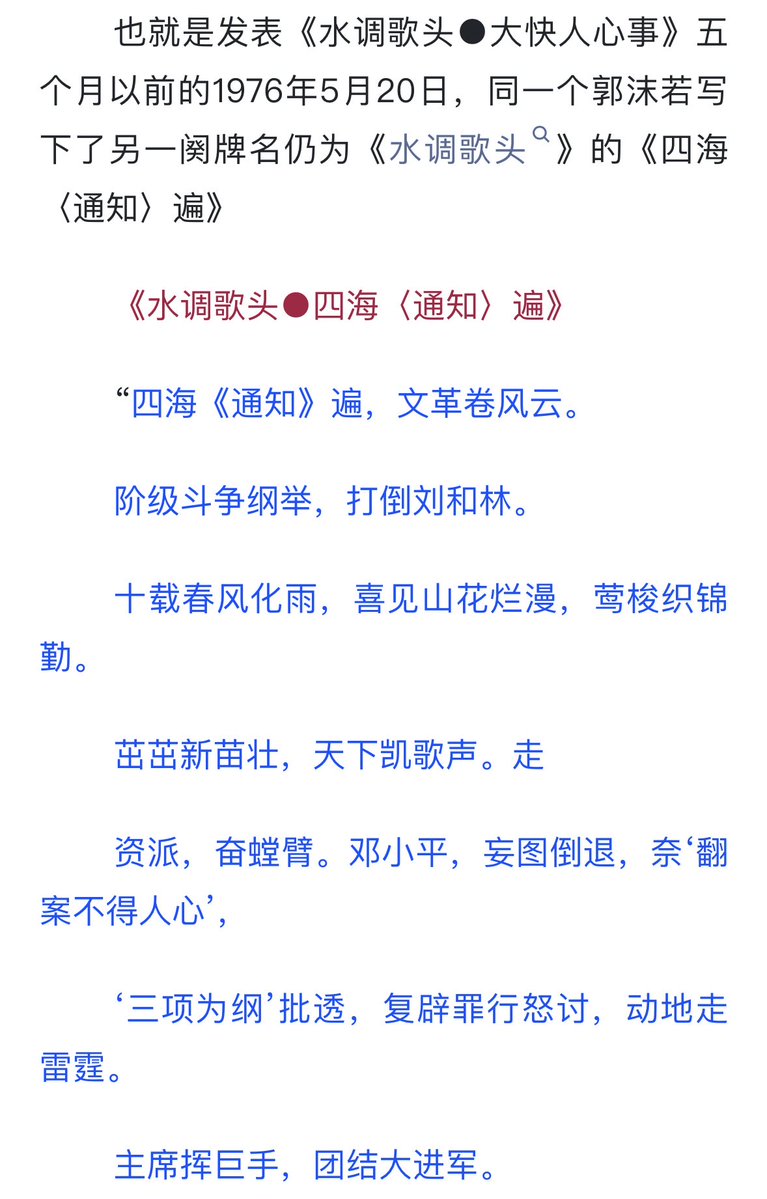 也就是发表《水调歌头●大快人心事》五
个月以前的1976年5月20日，同一个郭沫若写
下了另一阕牌名仍为《水调歌头》的《四海
〈通知〉遍》
《水调歌头●四海〈通知〉遍》
“四海《通知》遍，文革卷风云。
阶级斗争纲举，打倒刘和林。
十载春风化雨，喜见山花烂漫，莺梭织锦
勤。
茁茁新苗壮，天下凯歌声。走
资派，奋螳臂。邓小平，妄图倒退，奈‘翻
案不得人心’，
‘三项为纲’批透，复辟罪行怒讨，动地走
雷霆。
主席挥巨手，团结大进军。